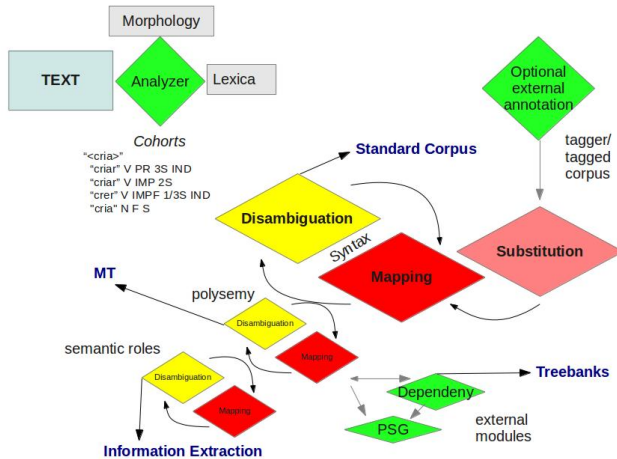 Morphology
TEXT
Analyzer
Lexica
Optional
external
annotation
Cohorts
“<cria>”
“criar” V PR 3S IND
“criar” V IMP 2S
“crer” V IMPF 1/3S IND
“cria” N F S
tagger/
tagged
corpus
Standard Corpus
Disambiguation
Syntax
Substitution
Mapping
MT
polysemy
Disambiguation
Mapping
semantic roles
Disambiguation
Mapping
Dependeny
Treebanks
PSG
external
modules
Information Extraction